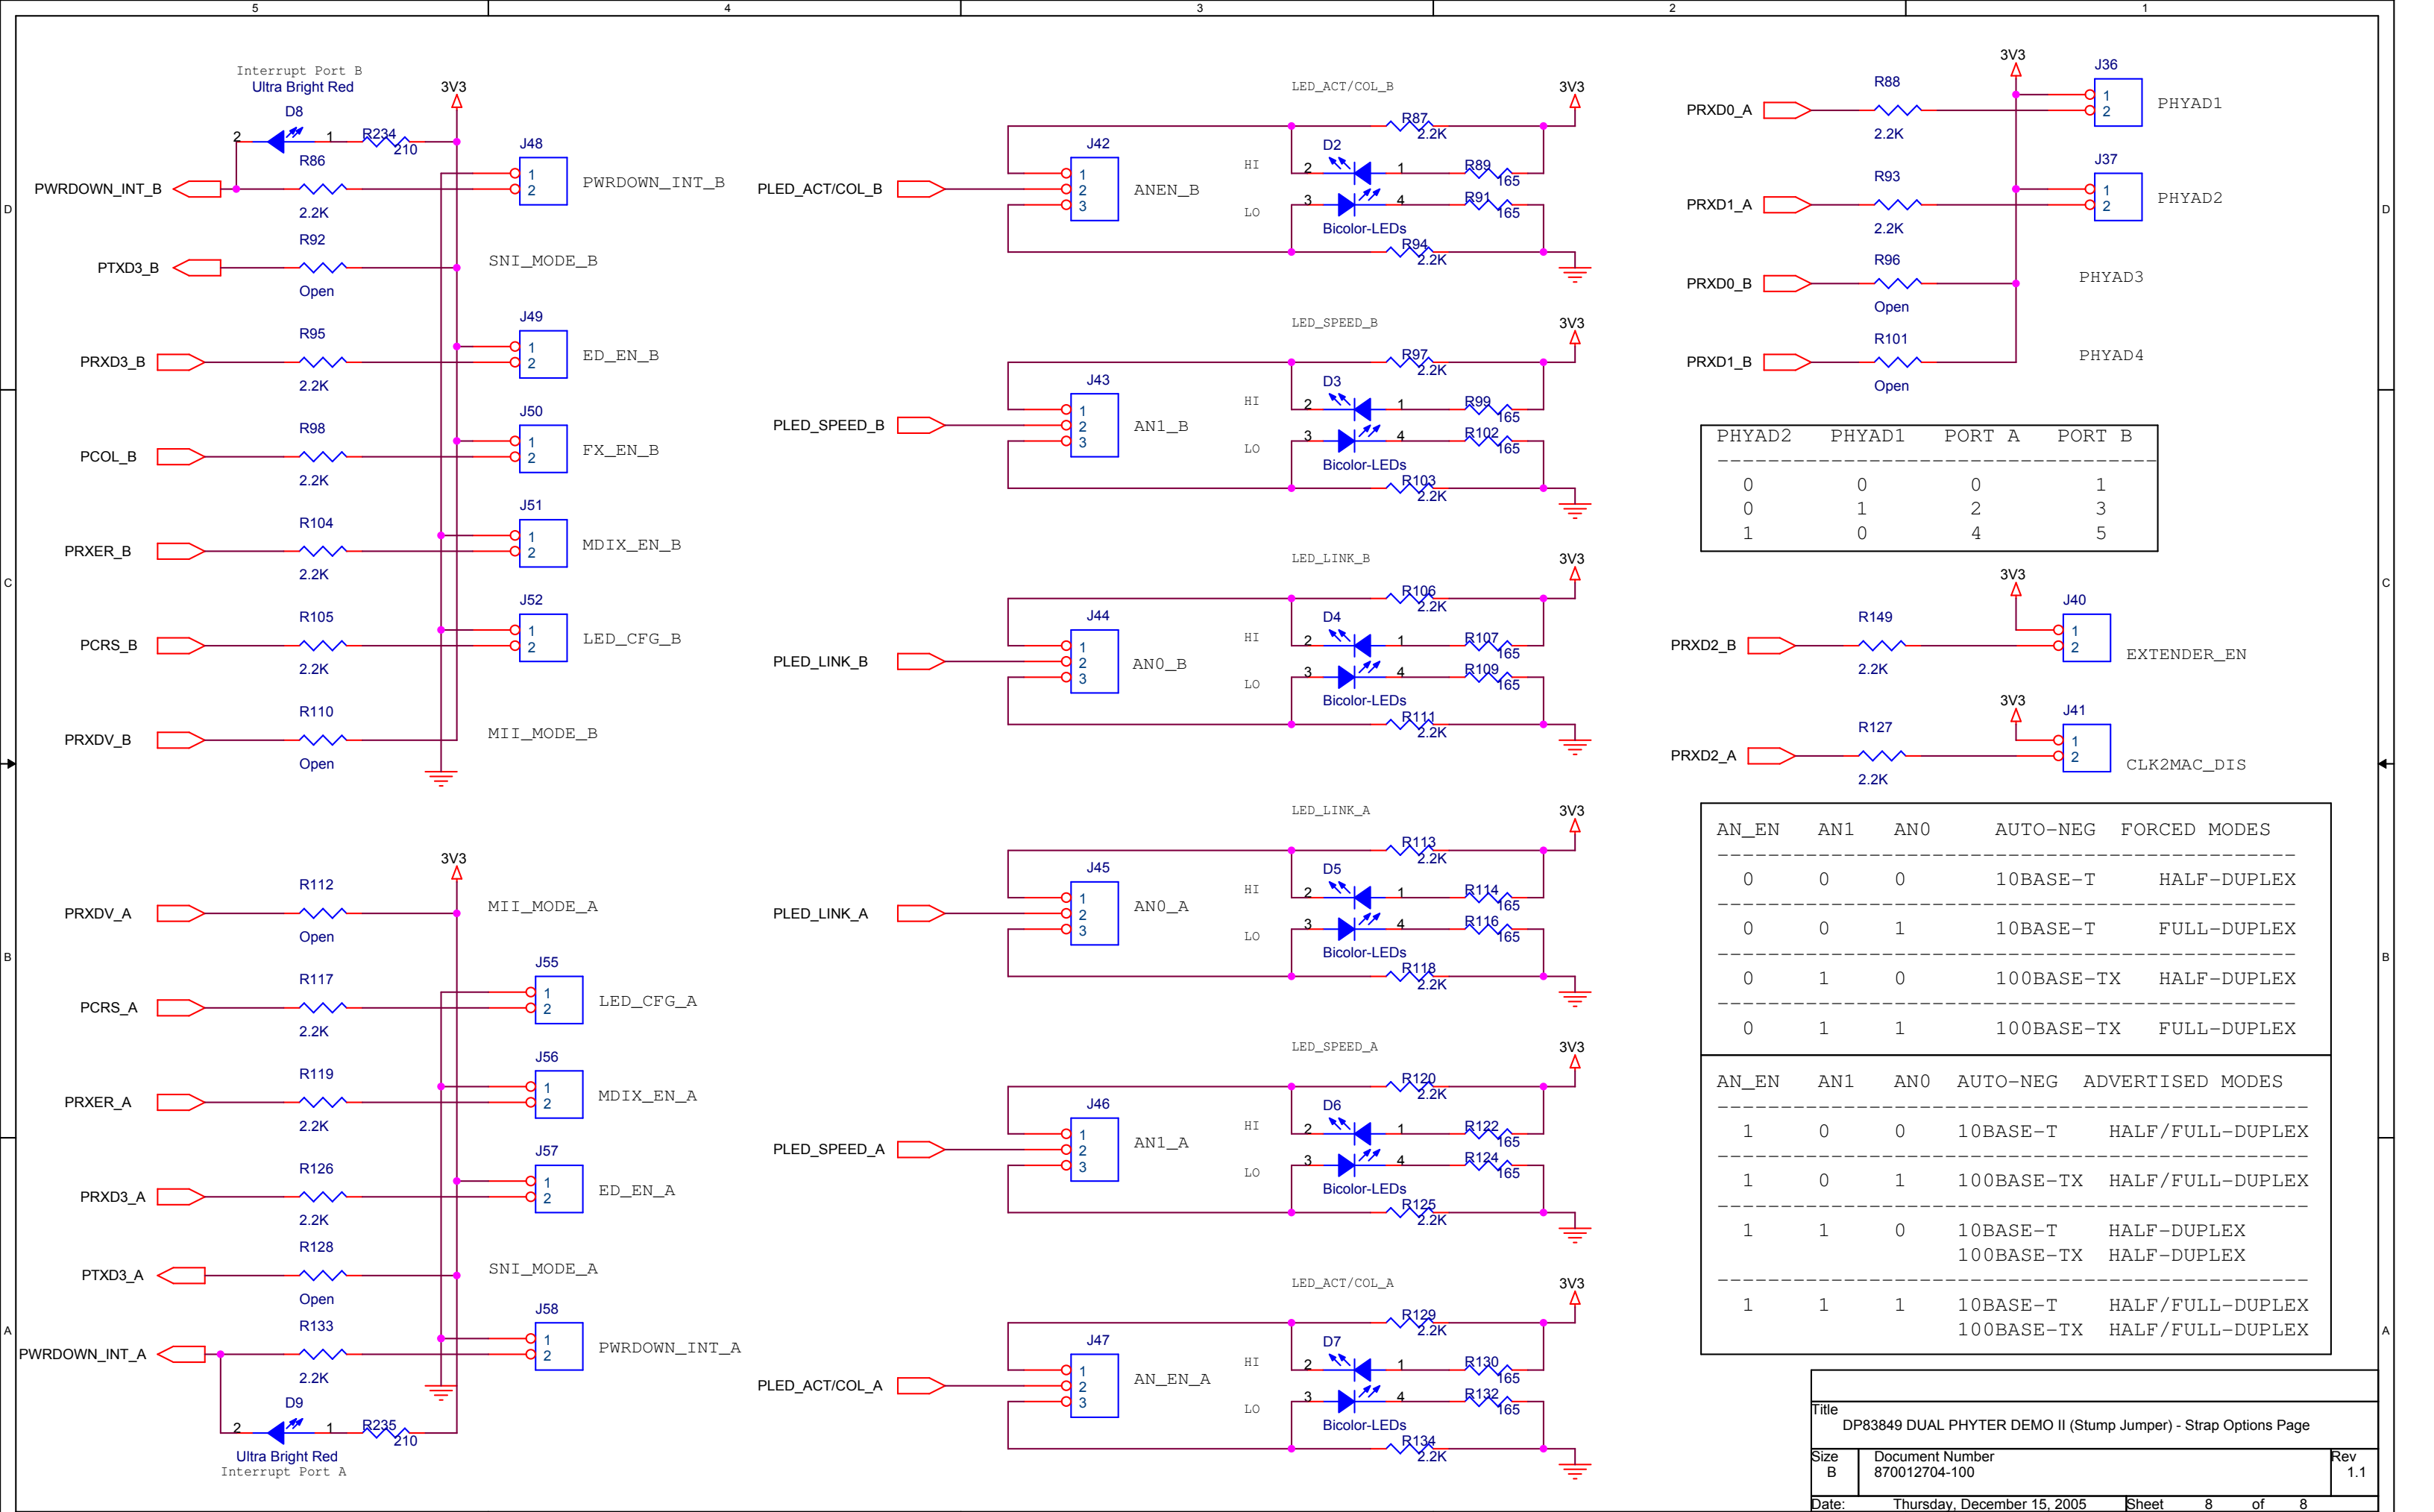 5 4 3 2 1
D
C
B
A
D
C
B
A
Interrupt Port B
Ultra Bright Red
D8
2 1
R234
210
3V3
R86
PWRDOWN_INT_B
2.2K
J48
1
2
PWRDOWN_INT_B
R92
PTXD3_B
Open
SNI_MODE_B
R95
PRXD3_B
2.2K
J49
1
2
ED_EN_B
R98
PCOL_B
2.2K
J50
1
2
FX_EN_B
R104
PRXER_B
2.2K
J51
1
2
MDIX_EN_B
R105
PCRS_B
2.2K
J52
1
2
LED_CFG_B
R110
PRXDV_B
Open
MII_MODE_B
3V3
R112
PRXDV_A
Open
MII_MODE_A
R117
PCRS_A
2.2K
J55
1
2
LED_CFG_A
R119
PRXER_A
2.2K
J56
1
2
MDIX_EN_A
R126
PRXD3_A
2.2K
J57
1
2
ED_EN_A
R128
PTXD3_A
Open
SNI_MODE_A
R133
PWRDOWN_INT_A
2.2K
J58
1
2
PWRDOWN_INT_A
D9
2 1
R235
210
Ultra Bright Red
Interrupt Port A
LED_ACT/COL_B
3V3
R87
2.2K
J42
1
2
3
PLED_ACT/COL_B
ANEN_B
HI
LO
D2
2 1
R89
165
3 4
R91
165
Bicolor-LEDs
R94
2.2K
LED_SPEED_B
3V3
R97
2.2K
J43
1
2
3
PLED_SPEED_B
AN1_B
HI
LO
D3
2 1
R99
165
3 4
R102
165
Bicolor-LEDs
R103
2.2K
LED_LINK_B
3V3
R106
2.2K
J44
1
2
3
PLED_LINK_B
AN0_B
HI
LO
D4
2 1
R107
165
3 4
R109
165
Bicolor-LEDs
R111
2.2K
LED_LINK_A
3V3
R113
2.2K
J45
1
2
3
PLED_LINK_A
AN0_A
HI
LO
D5
2 1
R114
165
3 4
R116
165
Bicolor-LEDs
R118
2.2K
LED_SPEED_A
3V3
R120
2.2K
J46
1
2
3
PLED_SPEED_A
AN1_A
HI
LO
D6
2 1
R122
165
3 4
R124
165
Bicolor-LEDs
R125
2.2K
LED_ACT/COL_A
3V3
R129
2.2K
J47
1
2
3
PLED_ACT/COL_A
AN_EN_A
HI
LO
D7
2 1
R130
165
3 4
R132
165
Bicolor-LEDs
R134
2.2K
3V3
R88
PRXD0_A
2.2K
J36
1
2
PHYAD1
R93
PRXD1_A
2.2K
J37
1
2
PHYAD2
R96
PRXD0_B
Open
PHYAD3
R101
PRXD1_B
Open
PHYAD4
PHYAD2 PHYAD1 PORT A PORT B
0 0 0 1
0 1 2 3
1 0 4 5
3V3
R149
PRXD2_B
2.2K
J40
1
2
EXTENDER_EN
3V3
R127
PRXD2_A
2.2K
J41
1
2
CLK2MAC_DIS
AN_EN AN1 AN0 AUTO-NEG FORCED MODES
0 0 0 10BASE-T HALF-DUPLEX
0 0 1 10BASE-T FULL-DUPLEX
0 1 0 100BASE-TX HALF-DUPLEX
0 1 1 100BASE-TX FULL-DUPLEX
AN_EN AN1 AN0 AUTO-NEG ADVERTISED MODES
1 0 0 10BASE-T HALF/FULL-DUPLEX
1 0 1 100BASE-TX HALF/FULL-DUPLEX
1 1 0 10BASE-T HALF-DUPLEX
100BASE-TX HALF-DUPLEX
1 1 1 10BASE-T HALF/FULL-DUPLEX
100BASE-TX HALF/FULL-DUPLEX
Title
DP83849 DUAL PHYTER DEMO II (Stump Jumper) - Strap Options Page
Size Document Number Rev
B 870012704-100 1.1
Date: Thursday, December 15, 2005 Sheet 8 of 8